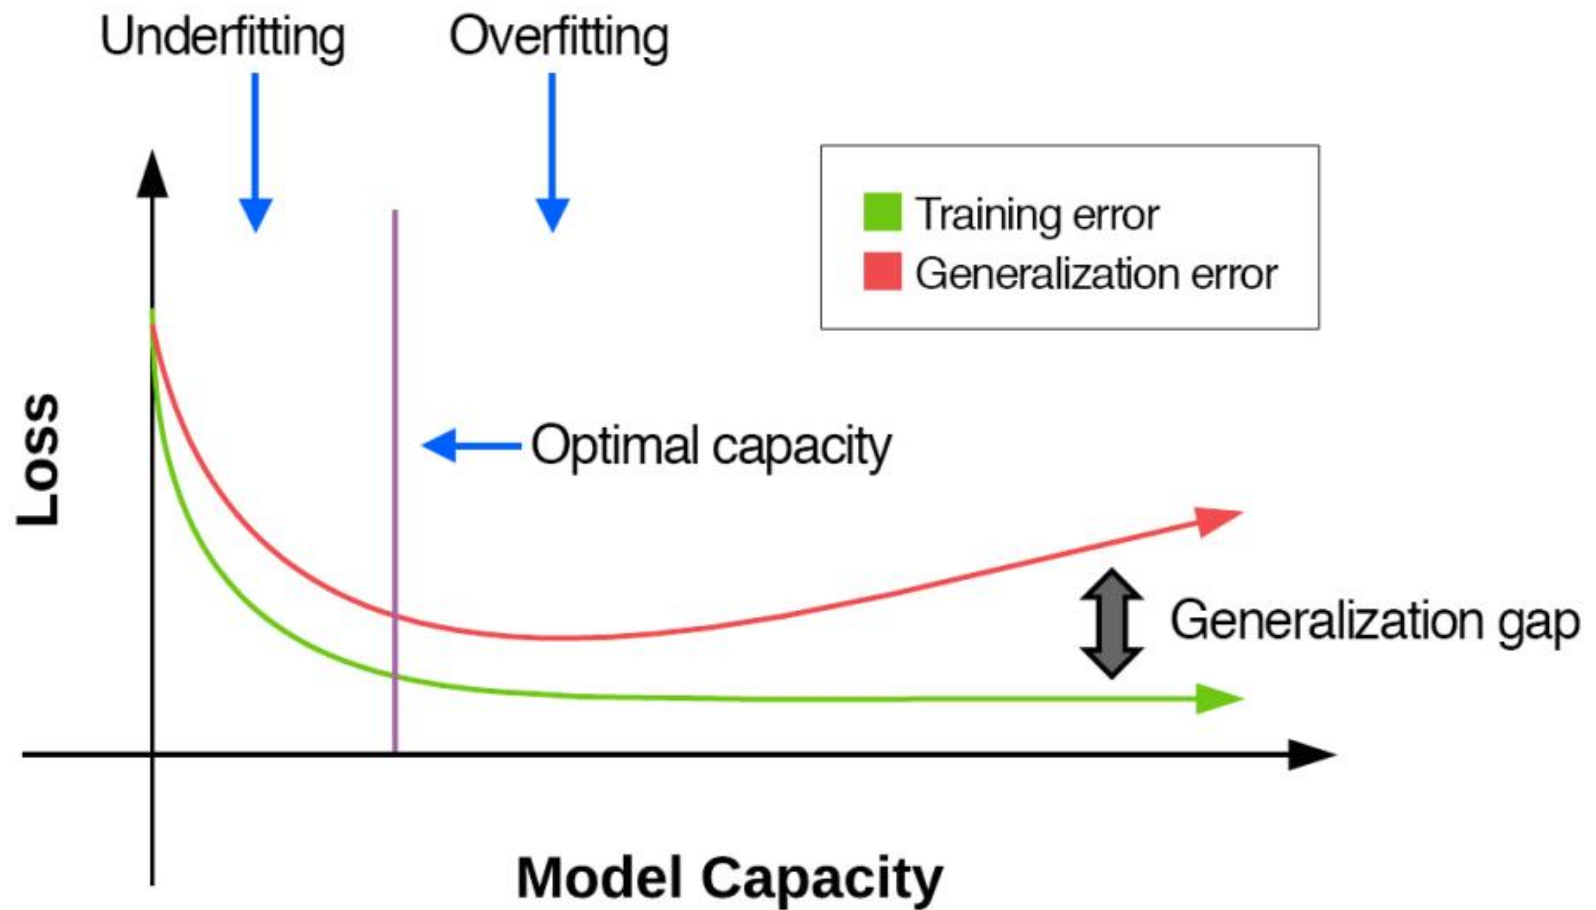 Underfitting
Overfitting
Training error
Generalization error
Loss
Optimal capacity
Generalization gap
Model Capacity